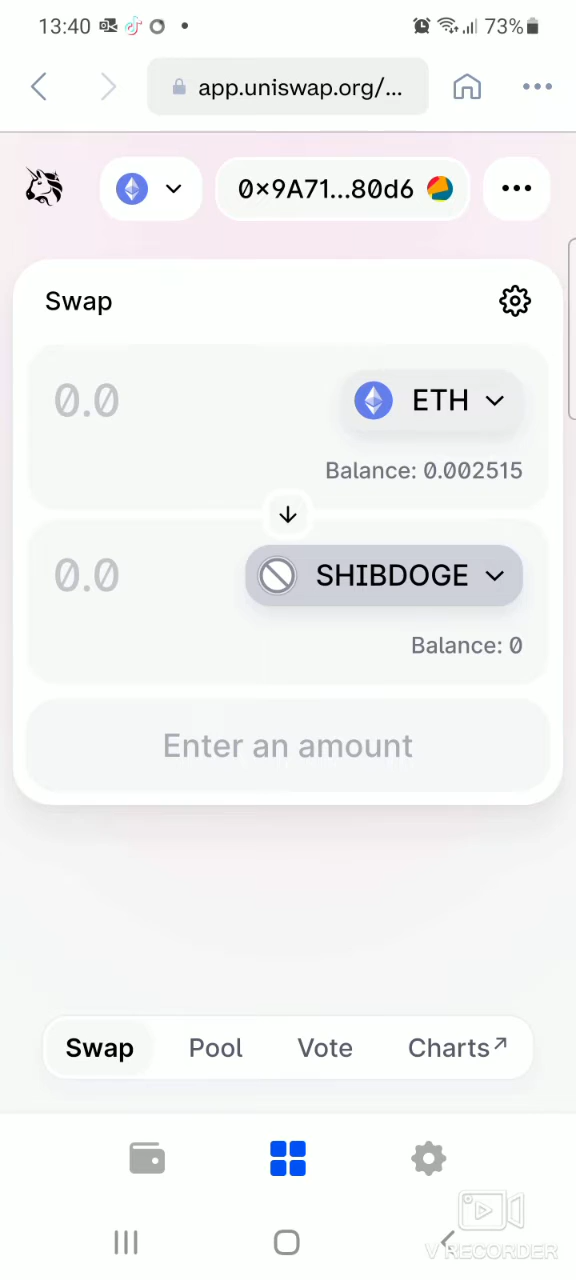 13:40 73%
app.uniswap.org/...
0×9A71...80d6
Swap
0.0 ETH
Balance: 0.002515
0.0 SHIBDOGE
Balance: 0
Enter an amount
Swap Pool Vote Charts↗
V RECORDER